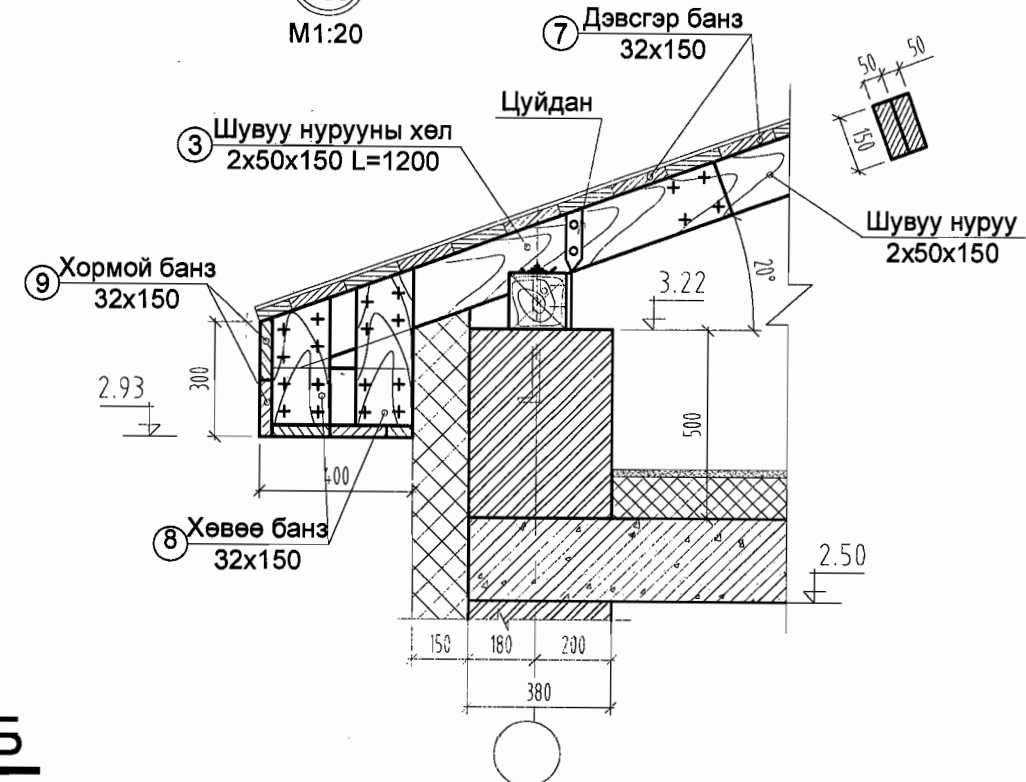 M1:20
7 Дэвсгэр банз
32x150
50
50
150
Цуйдан
3 Шувуу нурууны хөл
2x50x150 L=1200
Шувуу нуруу
2x50x150
9 Хормой банз
32x150
20°
3.22
2.93
300
500
400
8 Хөвөө банз
32x150
2.50
150
180
200
380
Б